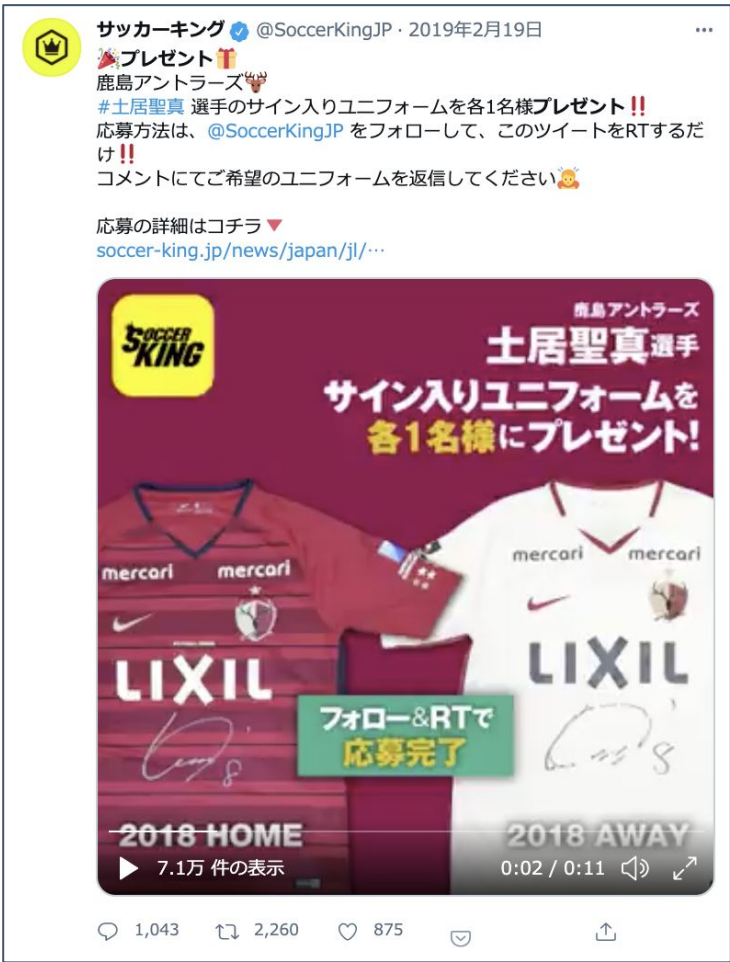 サッカーキング @SoccerKingJP · 2019年2月19日
🎉プレゼント🎁
鹿島アントラーズ🦌
#土居聖真 選手のサイン入りユニフォームを各1名様プレゼント‼
応募方法は、@SoccerKingJP をフォローして、このツイートをRTするだ
け‼
コメントにてご希望のユニフォームを返信してください🙇
応募の詳細はコチラ🔻
soccer-king.jp/news/japan/jl/…
SOCCER
KING
鹿島アントラーズ
土居聖真選手
サイン入りユニフォームを
各1名様にプレゼント!
mercari mercari
LIXIL
8
mercari mercari
LIXIL
8
フォロー&RTで
応募完了
2018 HOME
2018 AWAY
7.1万 件の表示
0:02 / 0:11
1,043 2,260 875